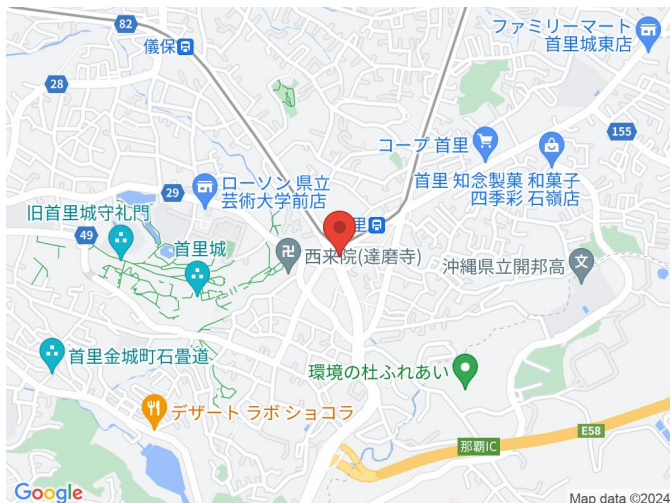 ファミリーマート
首里城東店
82
儀保
28
155
コープ 首里
29
ローソン 県立
芸術大学前店
首里 知念製菓 和菓子
四季彩 石嶺店
旧首里城守礼門
49
里
首里城
西来院(達磨寺)
沖縄県立開邦高
首里金城町石畳道
環境の杜ふれあい
デザート ラボ ショコラ
E58
那覇IC
Google
Map data ©2024